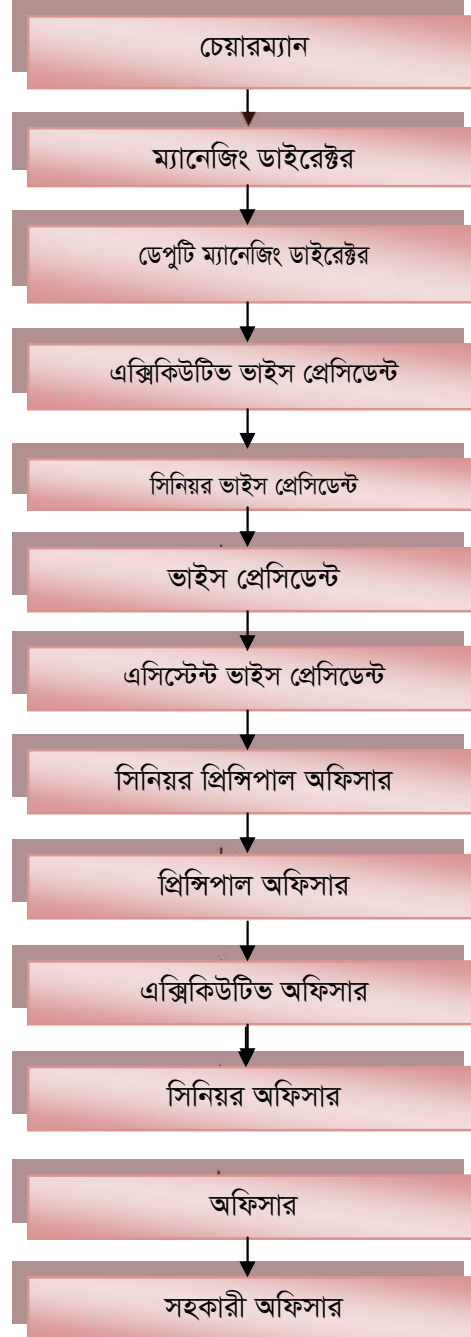 চেয়ারম্যান
ম্যানেজিং ডাইরেক্টর
ডেপুটি ম্যানেজিং ডাইরেক্টর
এক্সিকিউটিভ ভাইস প্রেসিডেন্ট
সিনিয়র ভাইস প্রেসিডেন্ট
ভাইস প্রেসিডেন্ট
এসিস্টেন্ট ভাইস প্রেসিডেন্ট
সিনিয়র প্রিন্সিপাল অফিসার
প্রিন্সিপাল অফিসার
এক্সিকিউটিভ অফিসার
সিনিয়র অফিসার
অফিসার
সহকারী অফিসার